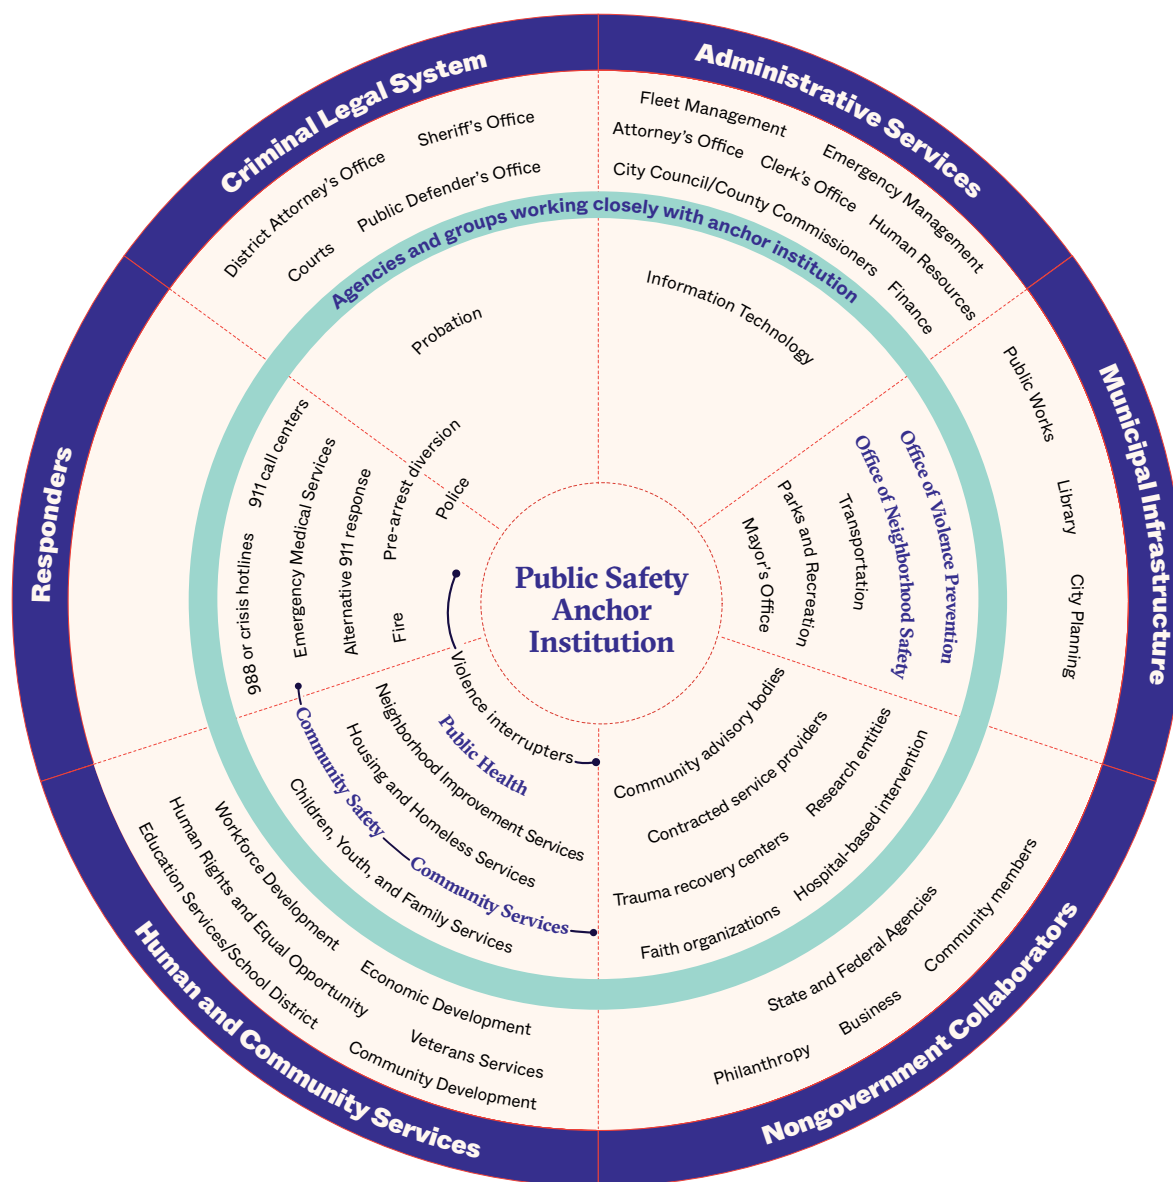 Criminal Legal System
Sheriff's Office
District Attorney's Office
Public Defender's Office
Courts
Probation
Administrative Services
Fleet Management
Attorney's Office
Emergency Management
Clerk's Office
City Council/County Commissioners
Human Resources
Finance
Agencies and groups working closely with anchor institution
Information Technology
Municipal Infrastructure
Public Works
Library
City Planning
Office of Violence Prevention
Office of Neighborhood Safety
Transportation
Parks and Recreation
Mayor's Office
Responders
911 call centers
988 or crisis hotlines
Emergency Medical Services
Alternative 911 response
Pre-arrest diversion
Police
Fire
Public Safety
Anchor
Institution
Violence interrupters
Public Health
Neighborhood Improvement Services
Housing and Homeless Services
Community Safety
Community Services
Children, Youth, and Family Services
Workforce Development
Human Rights and Equal Opportunity
Education Services/School District
Economic Development
Veterans Services
Community Development
Human and Community Services
Community advisory bodies
Contracted service providers
Research entities
Trauma recovery centers
Hospital-based intervention
Faith organizations
Community members
State and Federal Agencies
Business
Philanthropy
Nongovernment Collaborators